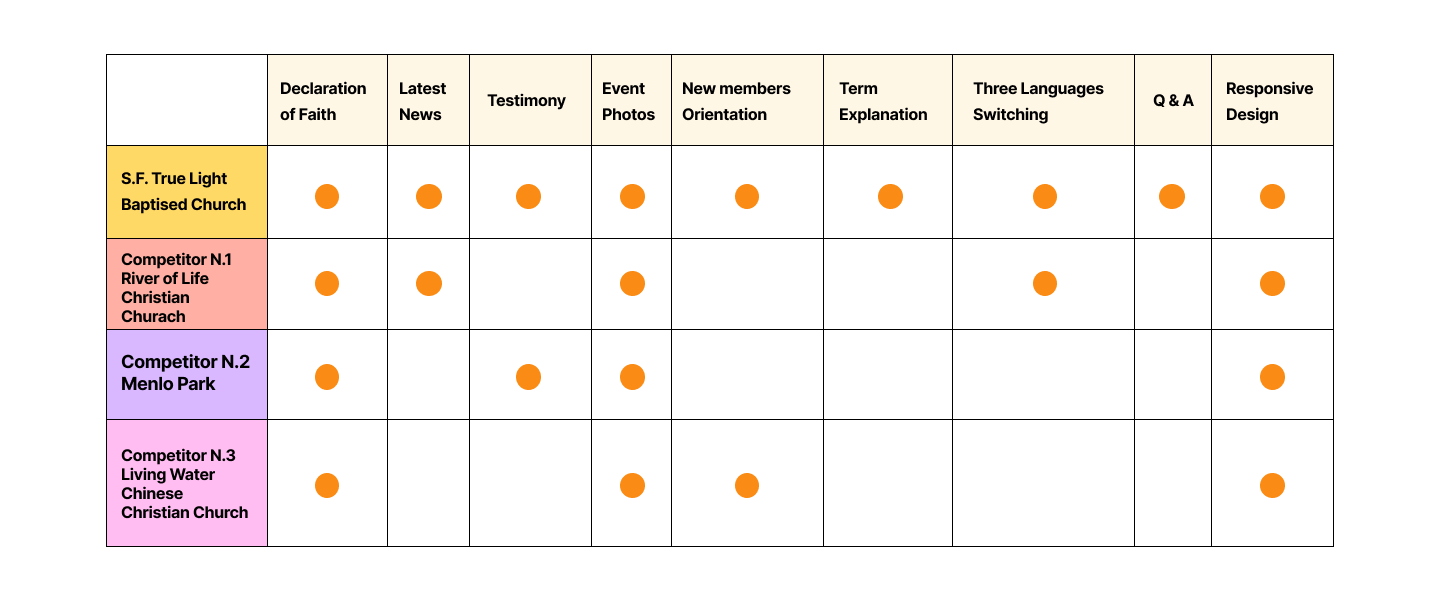 Declaration
of Faith
Latest
News
Testimony
Event
Photos
New members
Orientation
Term
Explanation
Three Languages
Switching
Q & A
Responsive
Design
S.F. True Light
Baptised Church
Competitor N.1
River of Life
Christian
Churach
Competitor N.2
Menlo Park
Competitor N.3
Living Water
Chinese
Christian Church